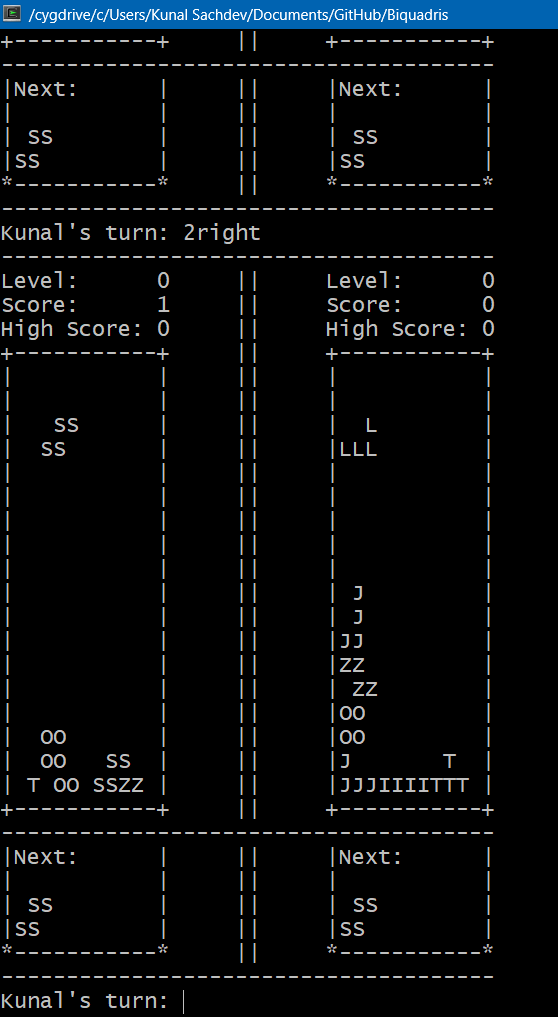 /cygdrive/c/Users/Kunal Sachdev/Documents/GitHub/Biquadris
+-----------+     ||     +-----------+
--------------------------------------
|Next:      |     ||     |Next:      |
|           |     ||     |           |
| SS        |     ||     | SS        |
|SS         |     ||     |SS         |
*-----------*     ||     *-----------*
--------------------------------------
Kunal's turn: 2right
--------------------------------------
Level:      0     ||     Level:      0
Score:      1     ||     Score:      0
High Score: 0     ||     High Score: 0
+-----------+     ||     +-----------+
|           |     ||     |           |
|           |     ||     |           |
|   SS      |     ||     |  L        |
|  SS       |     ||     |LLL        |
|           |     ||     |           |
|           |     ||     |           |
|           |     ||     |           |
|           |     ||     |           |
|           |     ||     |           |
|           |     ||     | J         |
|           |     ||     | J         |
|           |     ||     |JJ         |
|           |     ||     |ZZ         |
|           |     ||     | ZZ        |
|           |     ||     |OO         |
|  OO       |     ||     |OO         |
|  OO   SS  |     ||     |J       T  |
| T OO SSZZ |     ||     |JJJIIIITTT |
+-----------+     ||     +-----------+
--------------------------------------
|Next:      |     ||     |Next:      |
|           |     ||     |           |
| SS        |     ||     | SS        |
|SS         |     ||     |SS         |
*-----------*     ||     *-----------*
--------------------------------------
Kunal's turn: